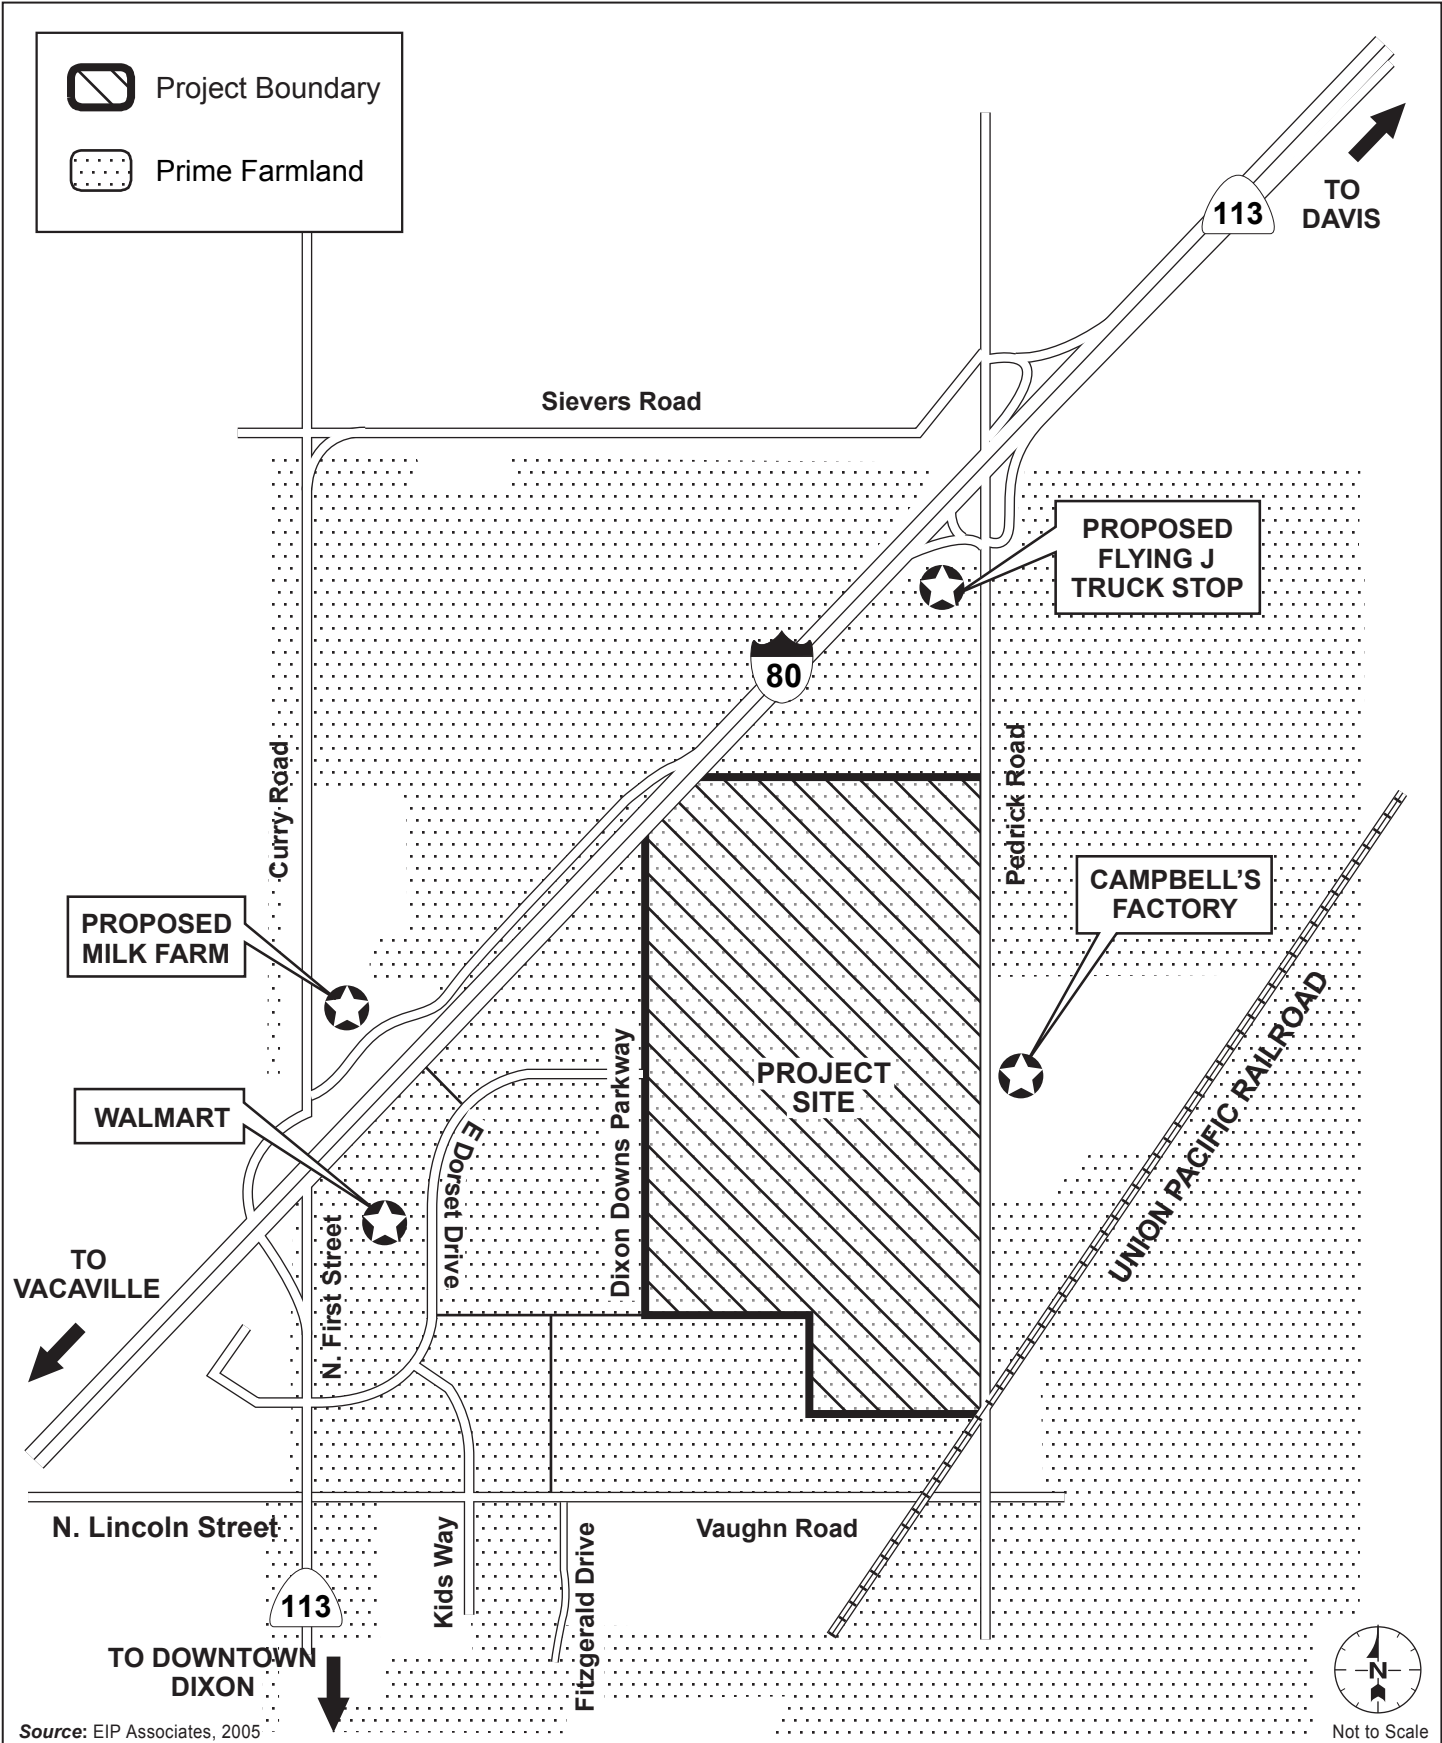 Project Boundary
Prime Farmland
113
TO
DAVIS
Sievers Road
PROPOSED
FLYING J
TRUCK STOP
80
Curry Road
Pedrick Road
CAMPBELL'S
FACTORY
PROPOSED
MILK FARM
UNION PACIFIC RAILROAD
Dixon Downs Parkway
PROJECT
SITE
WALMART
E Dorset Drive
N. First Street
TO
VACAVILLE
N. Lincoln Street
Vaughn Road
Kids Way
Fitzgerald Drive
113
TO DOWNTOWN
DIXON
N
Source: EIP Associates, 2005
Not to Scale